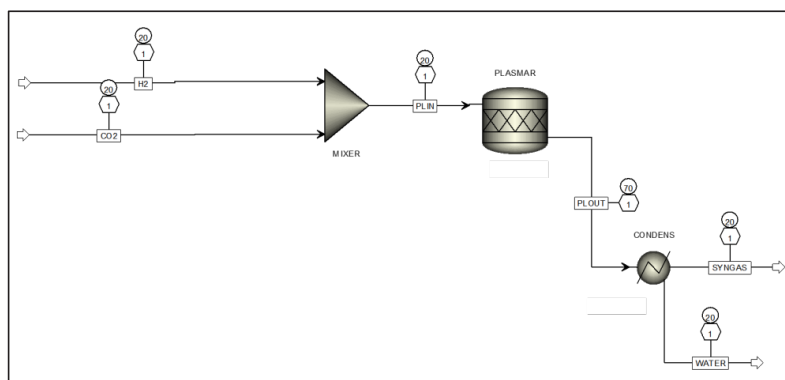 20
1
H2
20
1
CO2
MIXER
20
1
PLIN
PLASMAR
PLOUT
70
1
CONDENS
20
1
SYNGAS
20
1
WATER